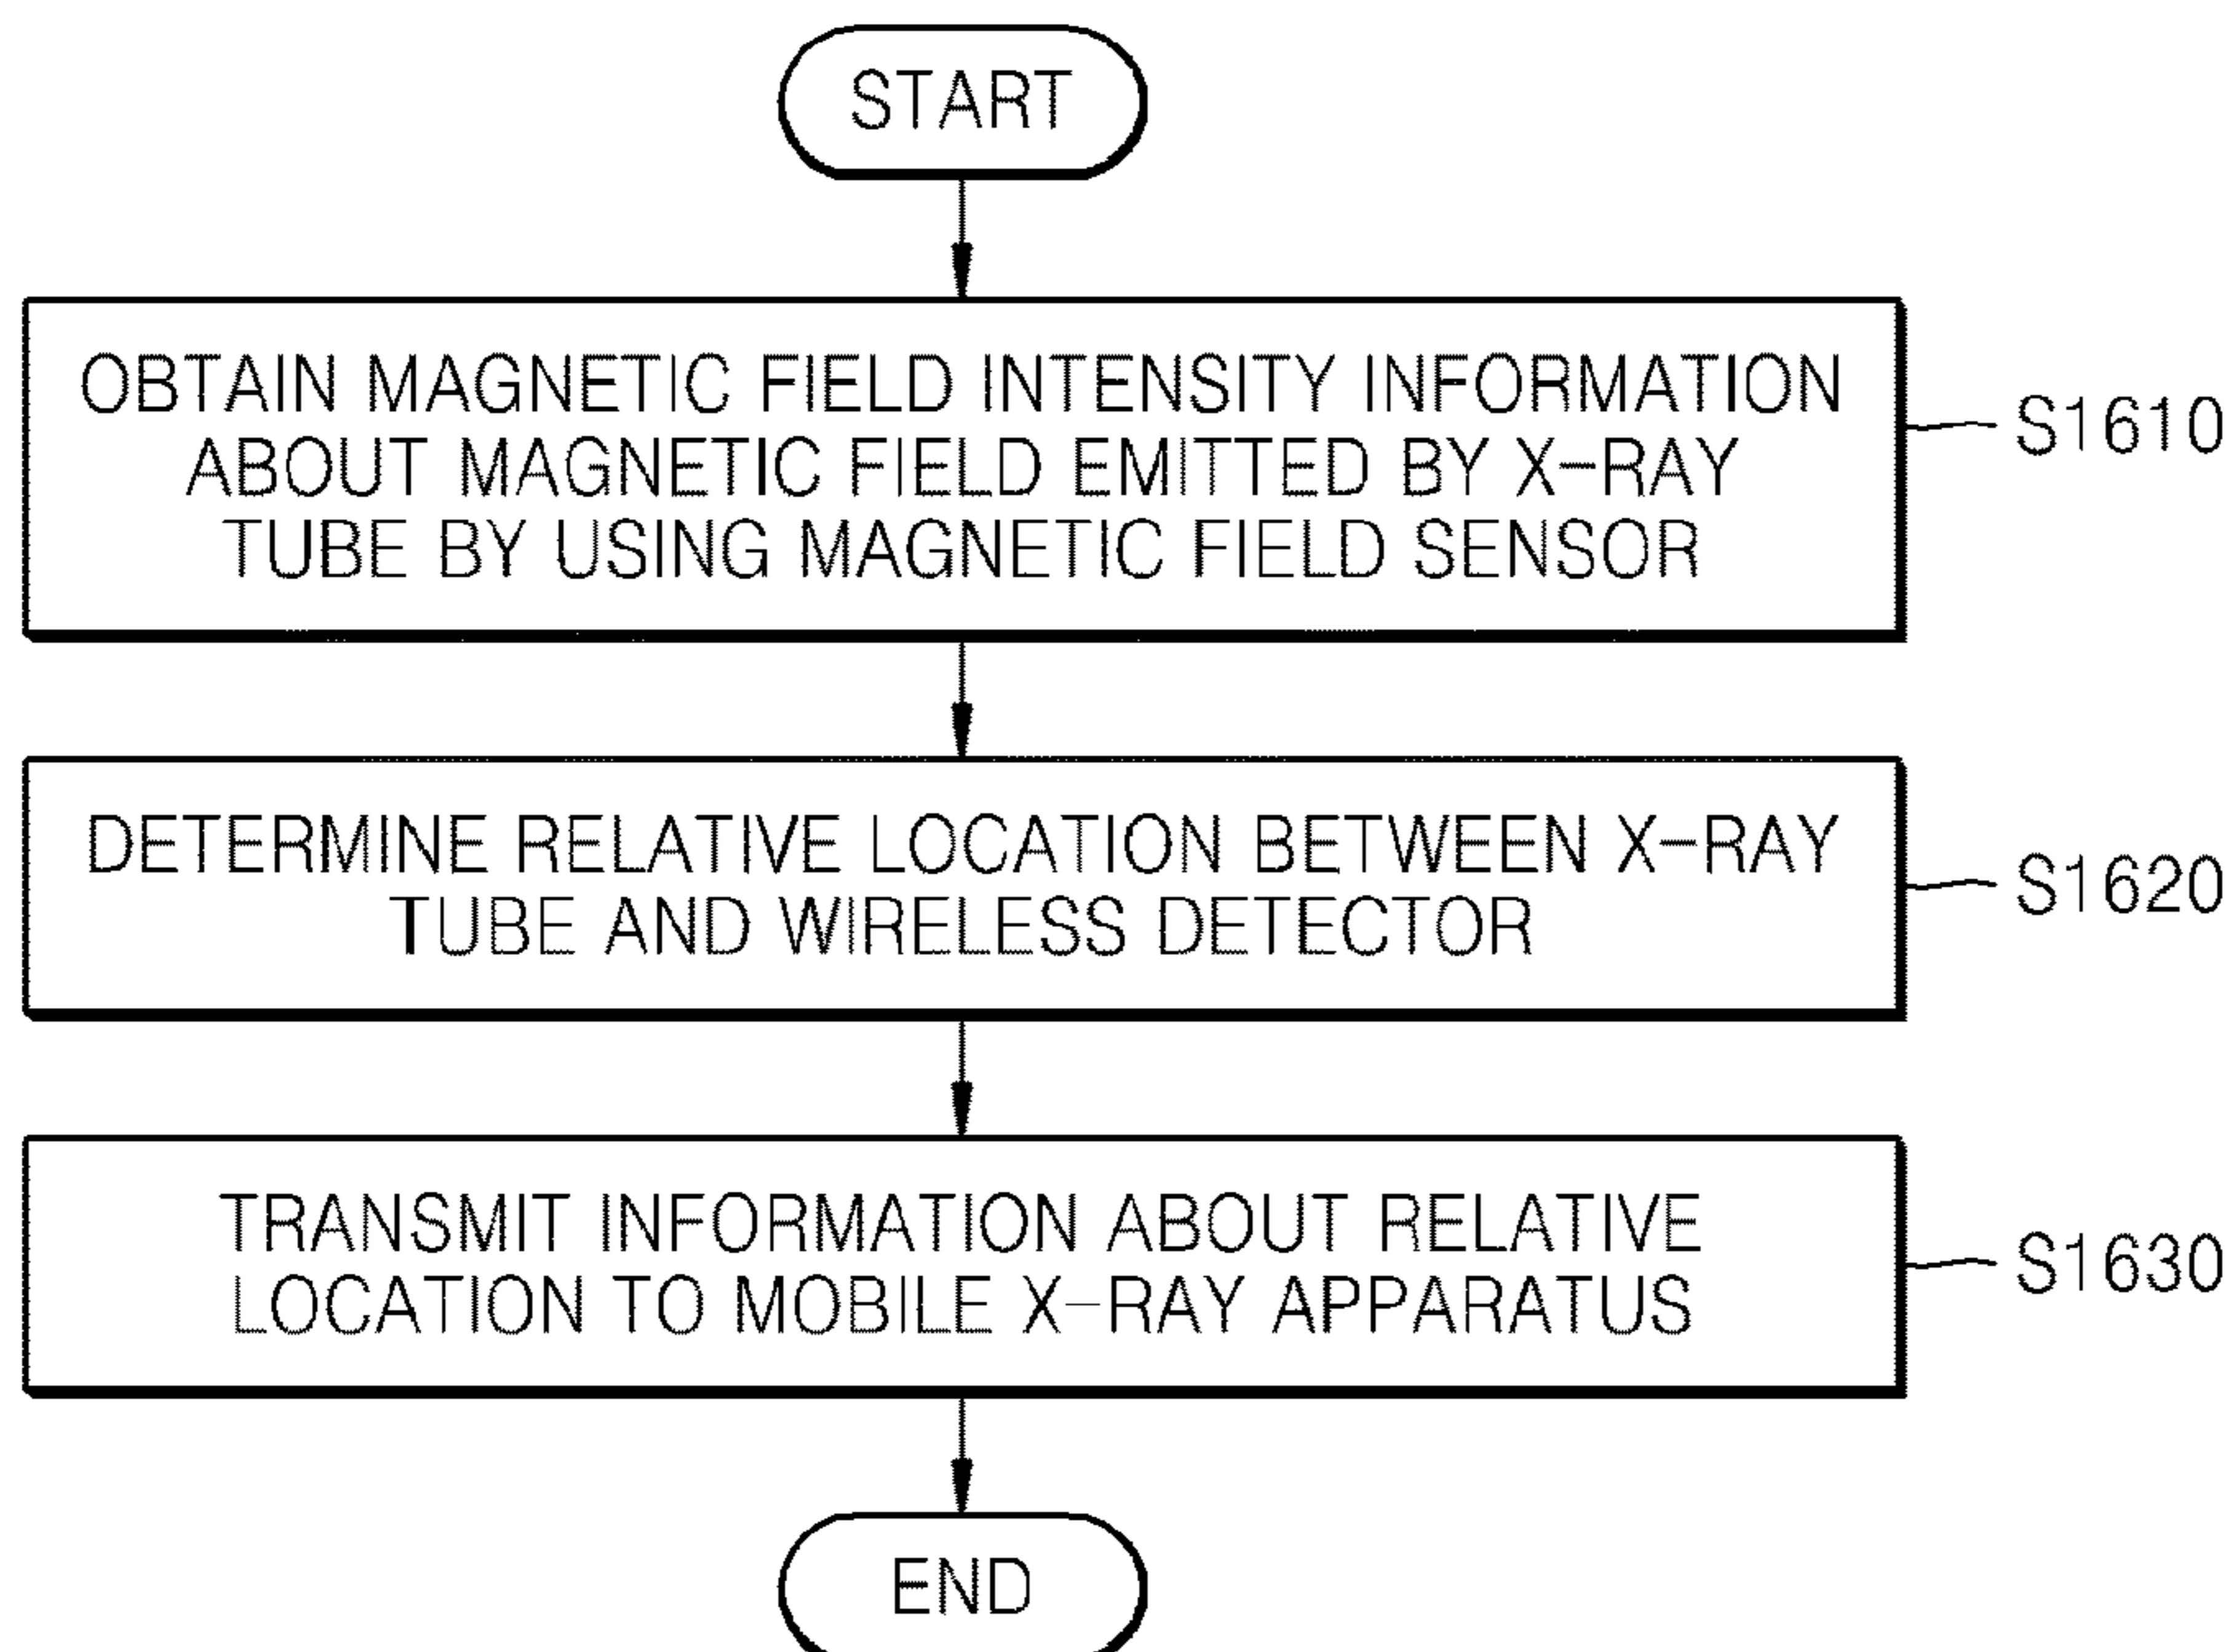 START
OBTAIN MAGNETIC FIELD INTENSITY INFORMATION
ABOUT MAGNETIC FIELD EMITTED BY X-RAY
TUBE BY USING MAGNETIC FIELD SENSOR
S1610
DETERMINE RELATIVE LOCATION BETWEEN X-RAY
TUBE AND WIRELESS DETECTOR
S1620
TRANSMIT INFORMATION ABOUT RELATIVE
LOCATION TO MOBILE X-RAY APPARATUS
S1630
END